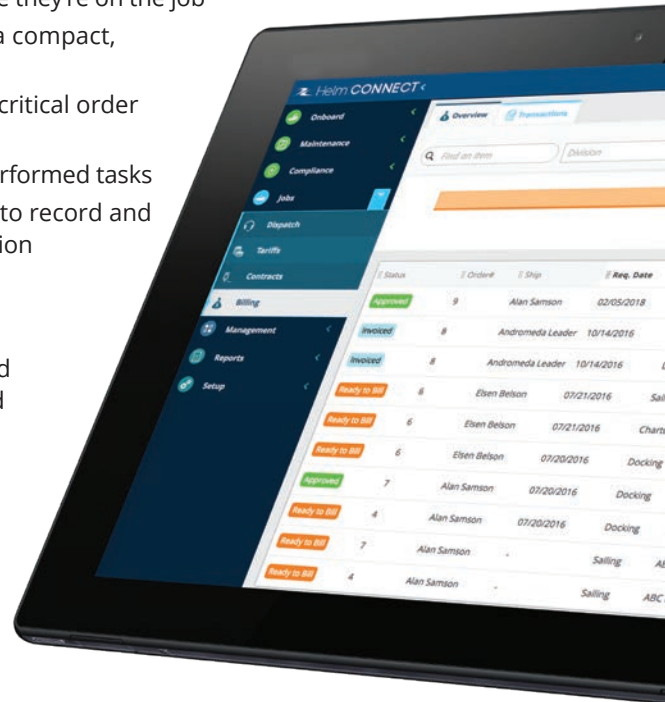 e they're on the job
a compact,
critical order
rformed tasks
to record and
ion
d
d
Helm CONNECT
Onboard
Maintenance
Compliance
Jobs
Dispatch
Tariffs
Contracts
Billing
Management
Reports
Setup
Overview Transactions
Find an item Division
Status Order# Ship Req. Date
Approved 9 Alan Samson 02/05/2018
Invoiced 8 Andromeda Leader 10/14/2016
Invoiced 8 Andromeda Leader 10/14/2016
Ready to Bill 6 Elsen Belson 07/21/2016 Sail
Ready to Bill 6 Elsen Belson 07/21/2016 Charte
Ready to Bill 6 Elsen Belson 07/20/2016 Docking
Approved 7 Alan Samson 07/20/2016 Docking
Ready to Bill 4 Alan Samson 07/20/2016 Docking
Ready to Bill 7 Alan Samson - Sailing AB
Ready to Bill 4 Alan Samson - Sailing ABC